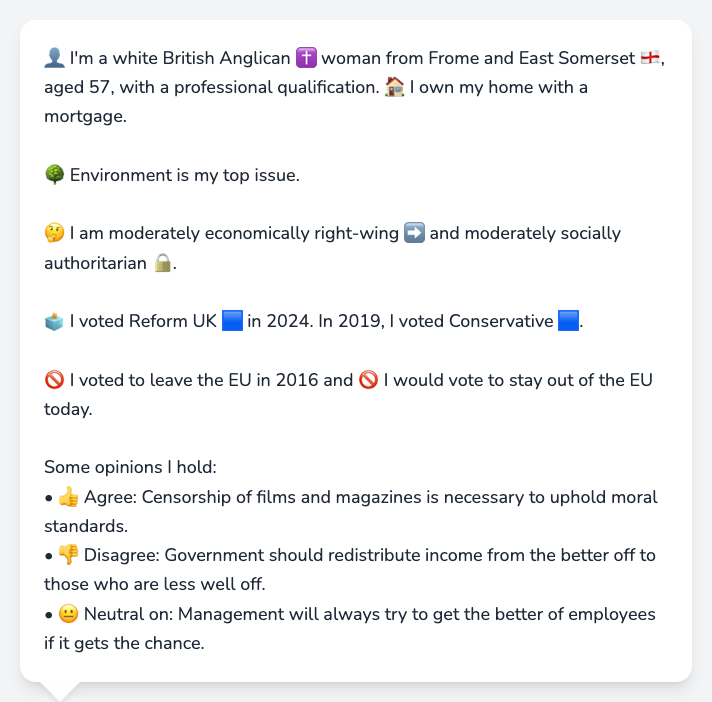 👤 I'm a white British Anglican ✝️ woman from Frome and East Somerset 🏴󠁧󠁢󠁥󠁮󠁧󠁿,
aged 57, with a professional qualification. 🏠 I own my home with a
mortgage.
🌳 Environment is my top issue.
🤔 I am moderately economically right-wing ➡️ and moderately socially
authoritarian 🔒.
🗳️ I voted Reform UK 🟦 in 2024. In 2019, I voted Conservative 🟦.
🚫 I voted to leave the EU in 2016 and 🚫 I would vote to stay out of the EU
today.
Some opinions I hold:
• 👍 Agree: Censorship of films and magazines is necessary to uphold moral
standards.
• 👎 Disagree: Government should redistribute income from the better off to
those who are less well off.
• 😐 Neutral on: Management will always try to get the better of employees
if it gets the chance.